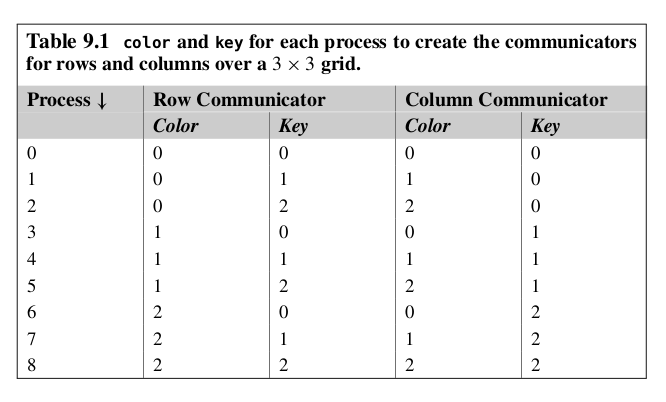 Table 9.1 color and key for each process to create the communicators
for rows and columns over a 3 × 3 grid.
Process ↓ Row Communicator Column Communicator
Color Key Color Key
0 0 0 0 0
1 0 1 1 0
2 0 2 2 0
3 1 0 0 1
4 1 1 1 1
5 1 2 2 1
6 2 0 0 2
7 2 1 1 2
8 2 2 2 2